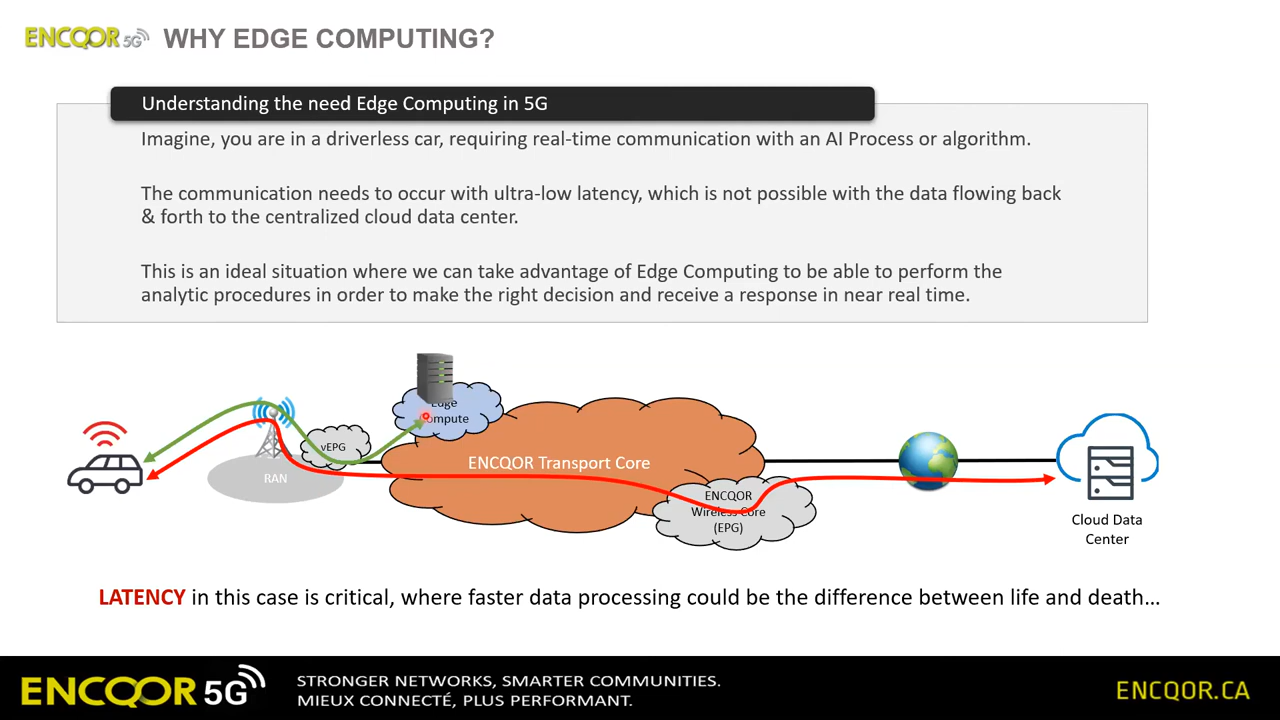 ENCQOR 5G WHY EDGE COMPUTING?
Understanding the need Edge Computing in 5G
Imagine, you are in a driverless car, requiring real-time communication with an AI Process or algorithm.
The communication needs to occur with ultra-low latency, which is not possible with the data flowing back
& forth to the centralized cloud data center.
This is an ideal situation where we can take advantage of Edge Computing to be able to perform the
analytic procedures in order to make the right decision and receive a response in near real time.
Edge
Compute
vEPG
RAN
ENCQOR Transport Core
ENCQOR
Wireless Core
(EPG)
Cloud Data
Center
LATENCY in this case is critical, where faster data processing could be the difference between life and death...
ENCQOR 5G
STRONGER NETWORKS, SMARTER COMMUNITIES.
MIEUX CONNECTÉ, PLUS PERFORMANT.
ENCQOR.CA